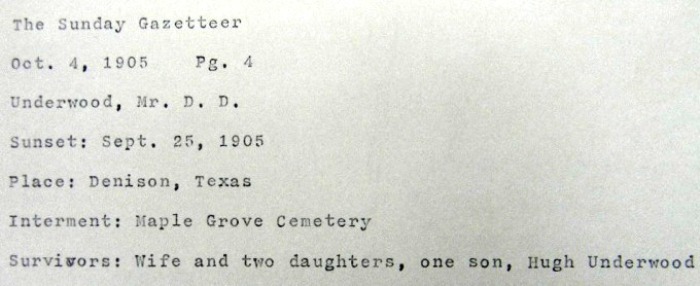 The Sunday Gazetteer
Oct. 4, 1905 Pg. 4
Underwood, Mr. D. D.
Sunset: Sept. 25, 1905
Place: Denison, Texas
Interment: Maple Grove Cemetery
Survivors: Wife and two daughters, one son, Hugh Underwood